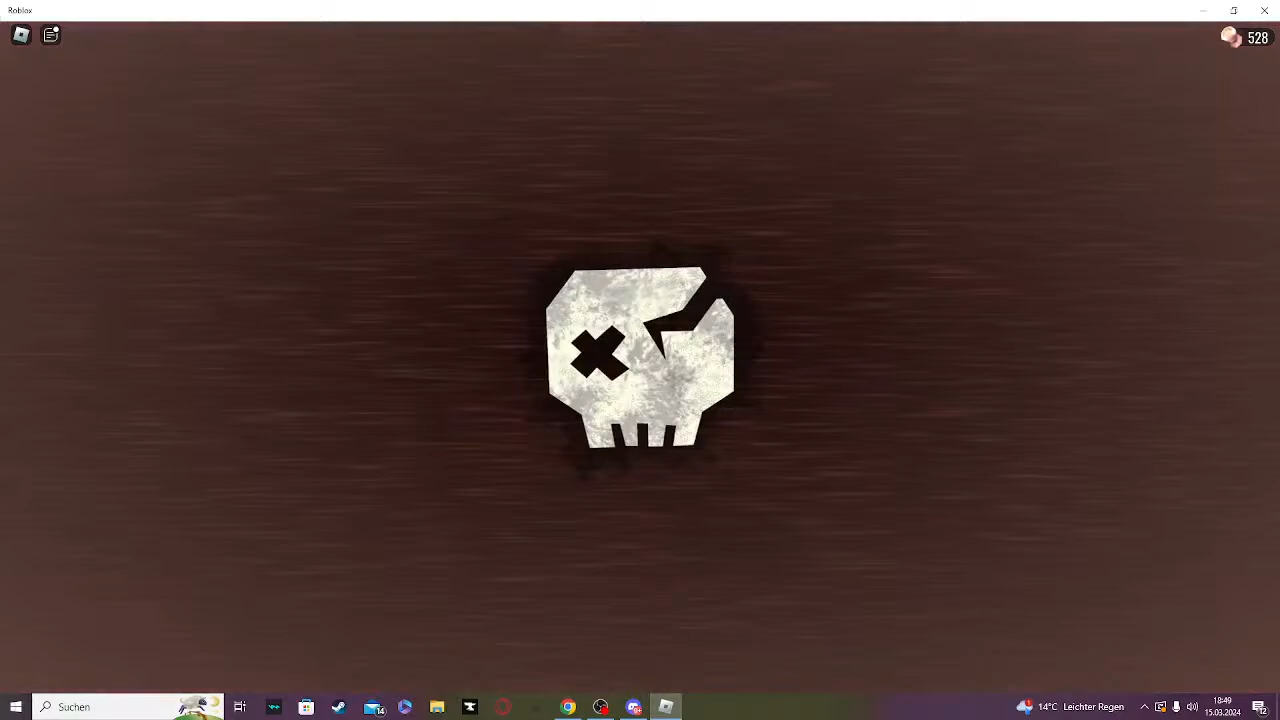 Roblox
528
Suchen
14°C Leichter Regen
18:49
15.03.2024